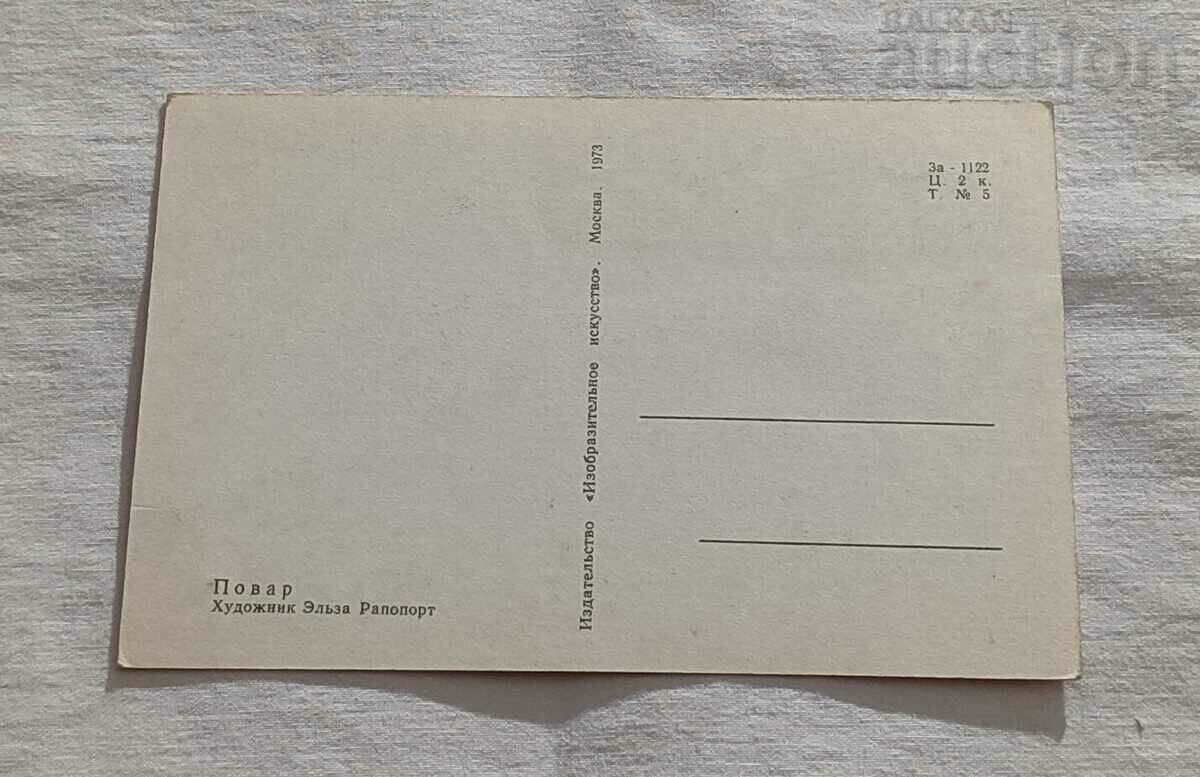 BALKAN
auction
За - 1122
Ц. 2 к.
Т. № 5
Издательство «Изобразительное искусство». Москва. 1973
Повар
Художник Эльза Рапопорт